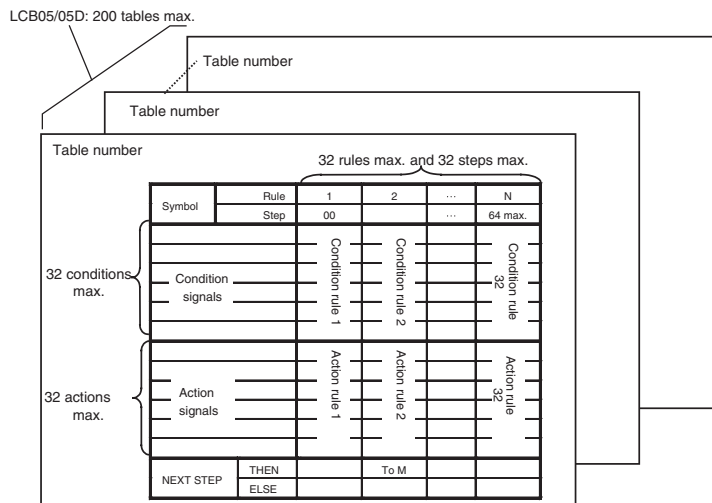 LCB05/05D: 200 tables max.
Table number
Table number
Table number
32 rules max. and 32 steps max.
Symbol Rule 1 2 ... N
Step 00 ... 64 max.
32 conditions max.
Condition signals
Condition rule 1
Condition rule 2
Condition rule 32
32 actions max.
Action signals
Action rule 1
Action rule 2
Action rule 32
NEXT STEP THEN To M
ELSE